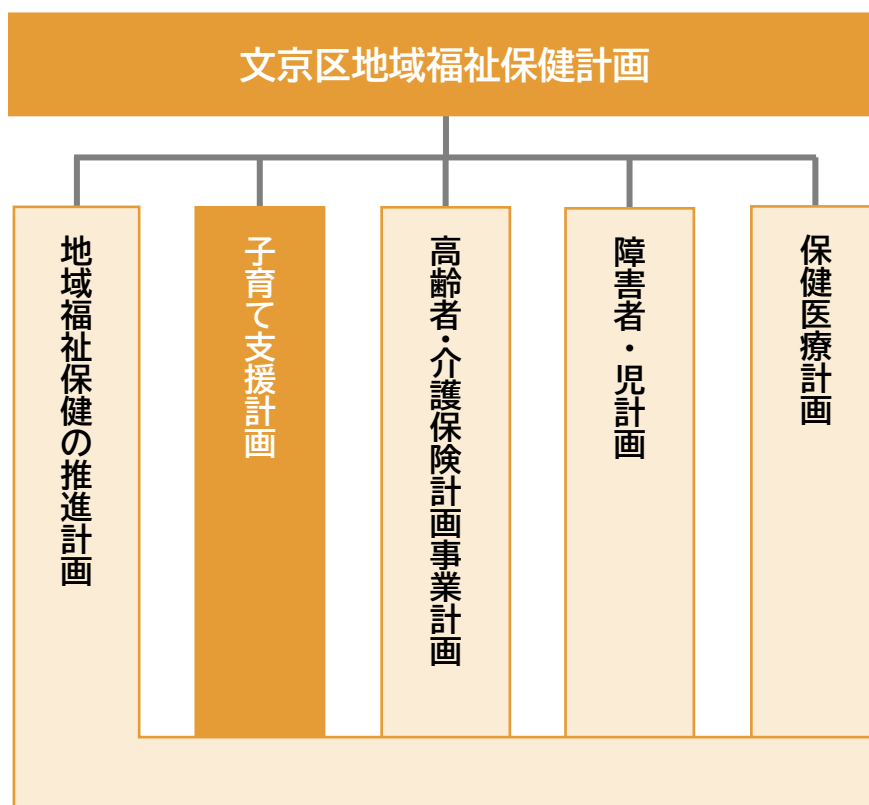 文京区地域福祉保健計画
地域福祉保健の推進計画
子育て支援計画
高齢者・介護保険計画事業計画
障害者・児計画
保健医療計画